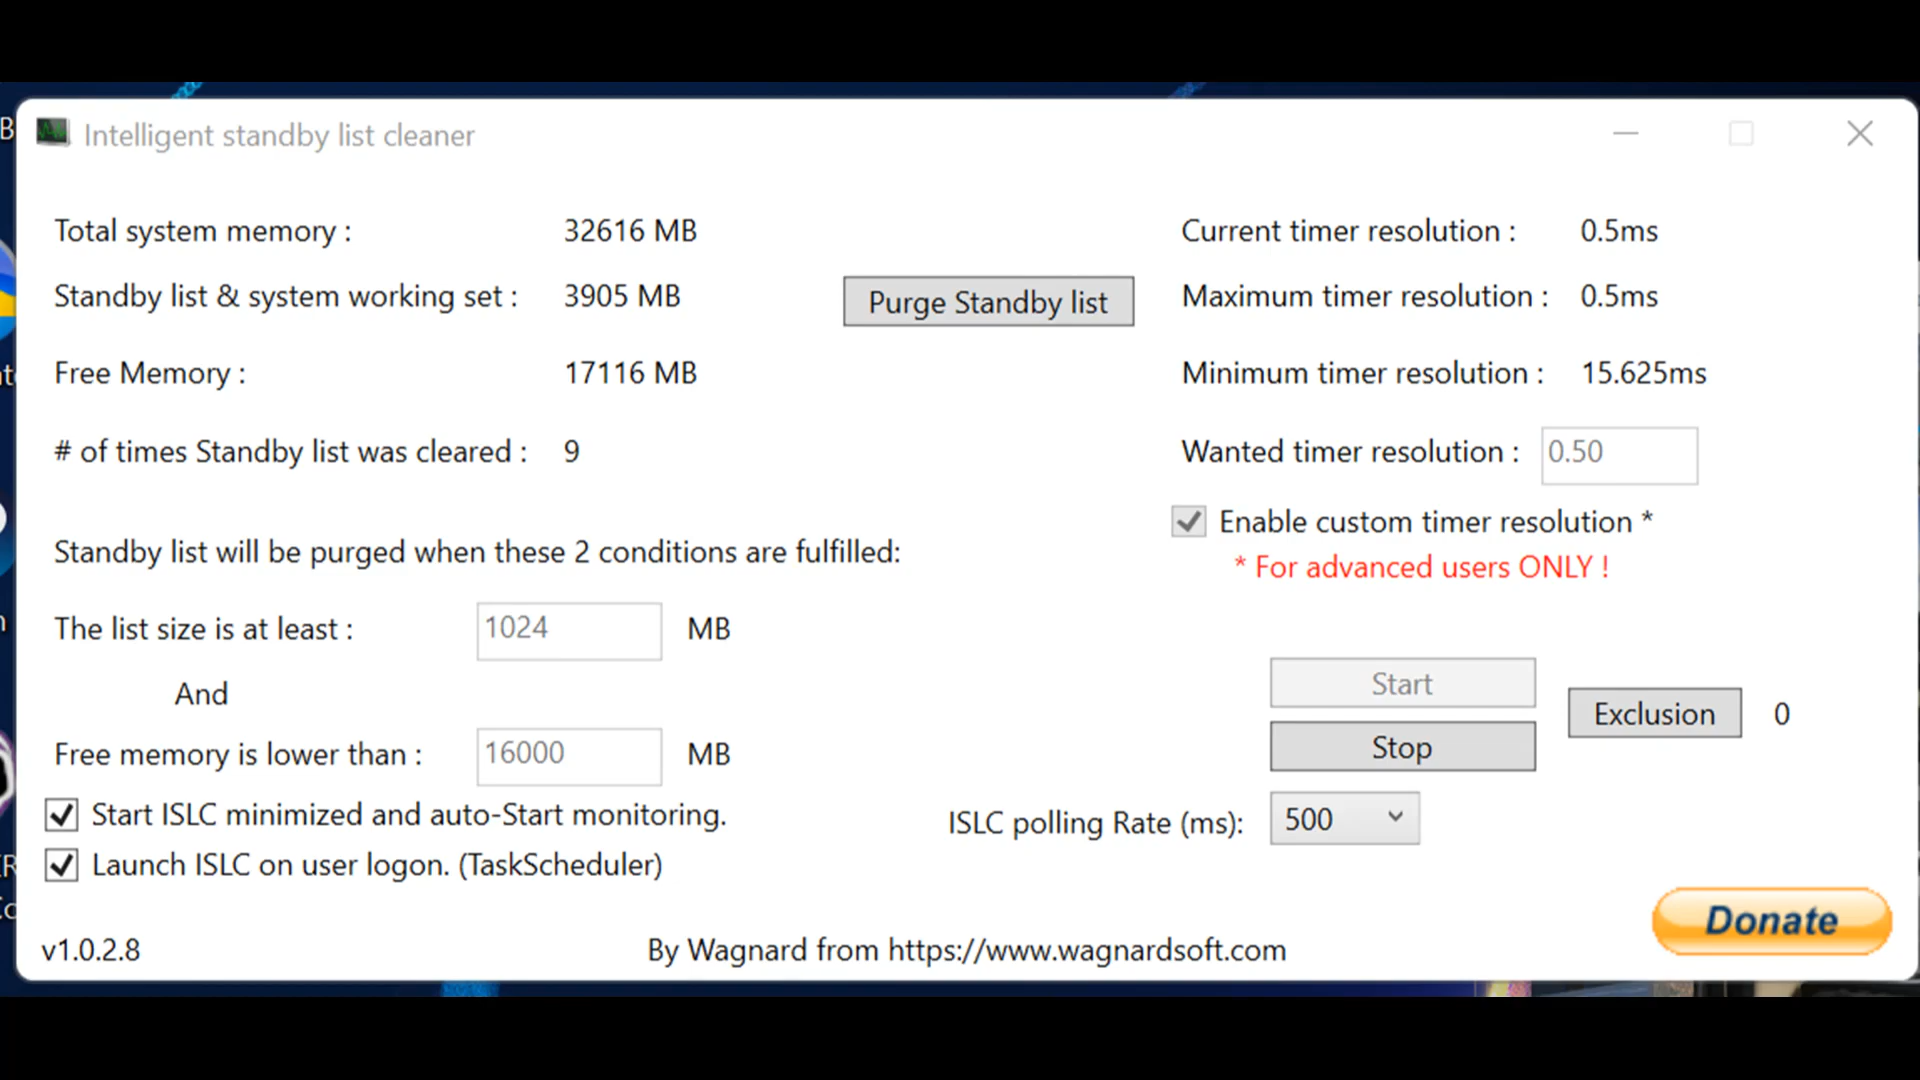 Intelligent standby list cleaner
Total system memory : 32616 MB
Current timer resolution : 0.5ms
Standby list & system working set : 3905 MB
Purge Standby list
Maximum timer resolution : 0.5ms
Free Memory : 17116 MB
Minimum timer resolution : 15.625ms
# of times Standby list was cleared : 9
Wanted timer resolution : 0.50
Enable custom timer resolution *
* For advanced users ONLY !
Standby list will be purged when these 2 conditions are fulfilled:
The list size is at least : 1024 MB
And
Free memory is lower than : 16000 MB
Start
Stop
Exclusion 0
Start ISLC minimized and auto-Start monitoring.
ISLC polling Rate (ms): 500
Launch ISLC on user logon. (TaskScheduler)
Donate
v1.0.2.8
By Wagnard from https://www.wagnardsoft.com